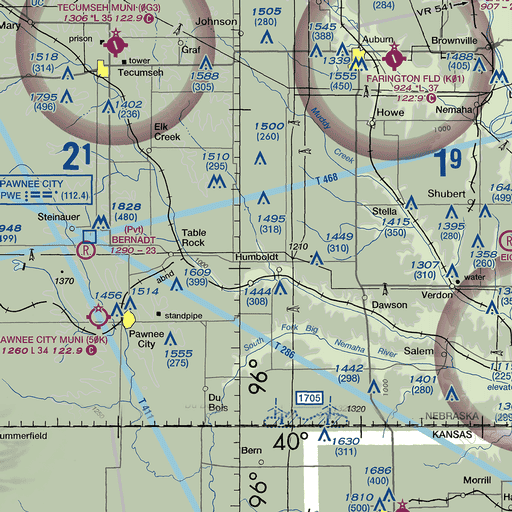 TECUMSEH MUNI (0G3)
1306 *L 35 122.9 C
Mary
prison
Johnson
1505
(280)
1545
(388)
(284)
VR 541
Auburn
Brownville
Graf
tower
Tecumseh
1518
(314)
1588
(305)
1339
1555
(450)
FARINGTON FLD (K01)
924 *L 37
122.9 C
1488
(405)
1795
(496)
1402
(236)
Howe
Nemaha
1000
Muddy
Creek
Elk
Creek
1500
(260)
21
19
1510
(295)
PAWNEE CITY
PWE (112.4)
T 468
Shubert
Stella
1828
(480)
Steinauer
948
499)
(Pvt)
BERNADT
1290 - 23
R
Table
Rock
1495
(318)
1415
(350)
1395
(280)
1449
(310)
1210
Humboldt
1358
(260)
1307
(310)
water
Verdon
1370
1000
abnd
1609
(399)
1444
(308)
Dawson
1456
1514
standpipe
PAWNEE CITY MUNI (50K)
1260 L 34 122.9 C
Pawnee
City
1555
(275)
South
Fork
Big
Nemaha
River
T 286
Salem
1442
(298)
1401
(280)
96°
T 411
Du
Bois
1705
1320
1000
NEBRASKA
KANSAS
ummerfield
40°
1630
(311)
Bern
96°
1686
(400)
1810
(500)
Morrill